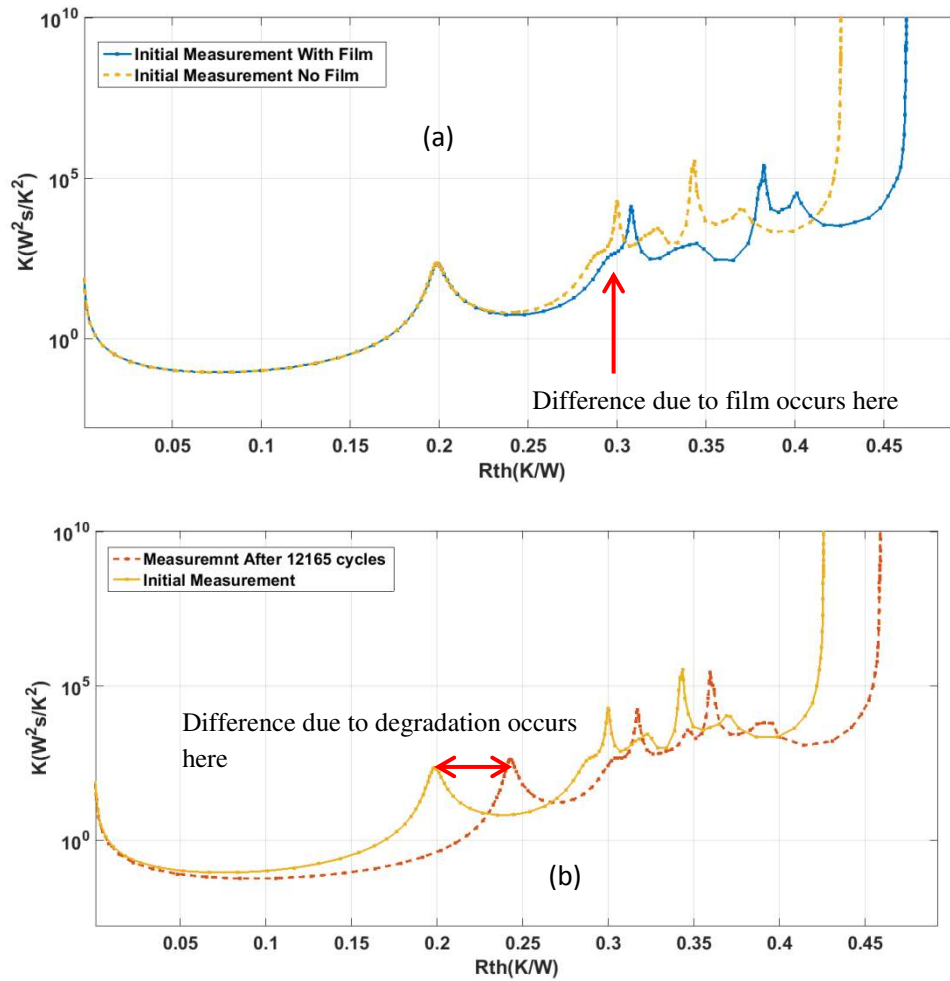 10^10
Initial Measurement With Film
Initial Measurement No Film
(a)
10^5
K(W^2s/K^2)
10^0
Difference due to film occurs here
0.05 0.1 0.15 0.2 0.25 0.3 0.35 0.4 0.45
Rth(K/W)
10^10
Measuremnt After 12165 cycles
Initial Measurement
10^5
Difference due to degradation occurs
here
K(W^2s/K^2)
10^0
(b)
0.05 0.1 0.15 0.2 0.25 0.3 0.35 0.4 0.45
Rth(K/W)